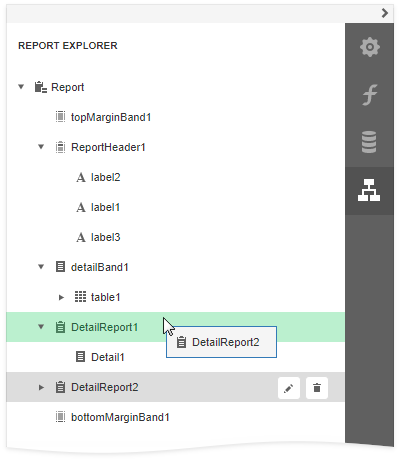 REPORT EXPLORER
Report
topMarginBand1
ReportHeader1
A label2
A label1
A label3
detailBand1
table1
DetailReport1
DetailReport2
Detail1
DetailReport2
bottomMarginBand1